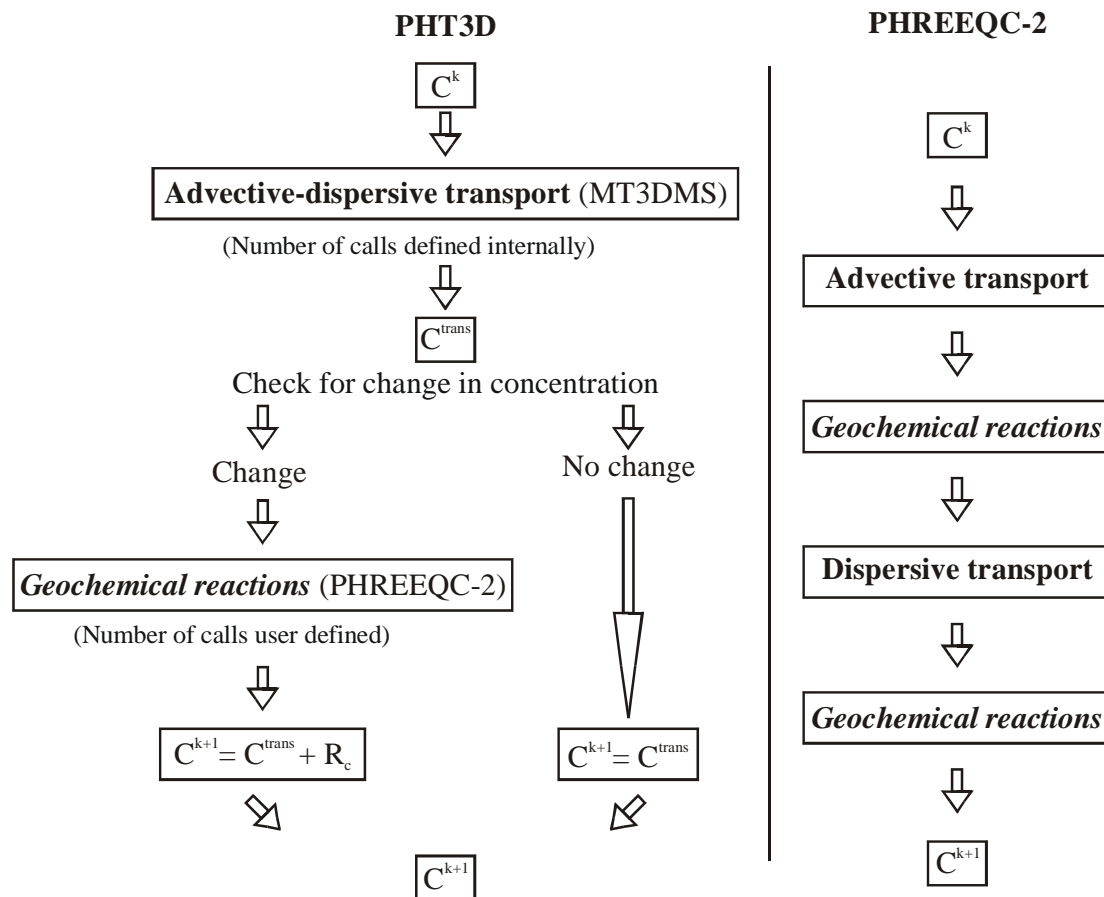 PHT3D
C^k
Advective-dispersive transport (MT3DMS)
(Number of calls defined internally)
C^trans
Check for change in concentration
Change
No change
Geochemical reactions (PHREEQC-2)
(Number of calls user defined)
C^k+1 = C^trans + R_c
C^k+1 = C^trans
C^k+1
PHREEQC-2
C^k
Advective transport
Geochemical reactions
Dispersive transport
Geochemical reactions
C^k+1